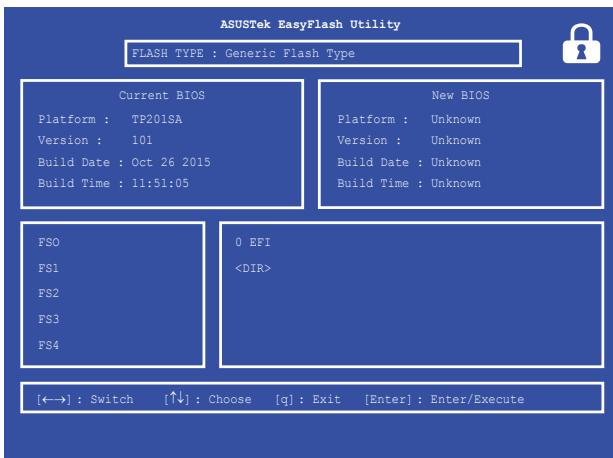 ASUSTek EasyFlash Utility
FLASH TYPE : Generic Flash Type
Current BIOS
Platform : TP201SA
Version : 101
Build Date : Oct 26 2015
Build Time : 11:51:05
New BIOS
Platform : Unknown
Version : Unknown
Build Date : Unknown
Build Time : Unknown
FSO
FS1
FS2
FS3
FS4
0 EFI
<DIR>
[←→] : Switch [↑↓] : Choose [q] : Exit [Enter] : Enter/Execute